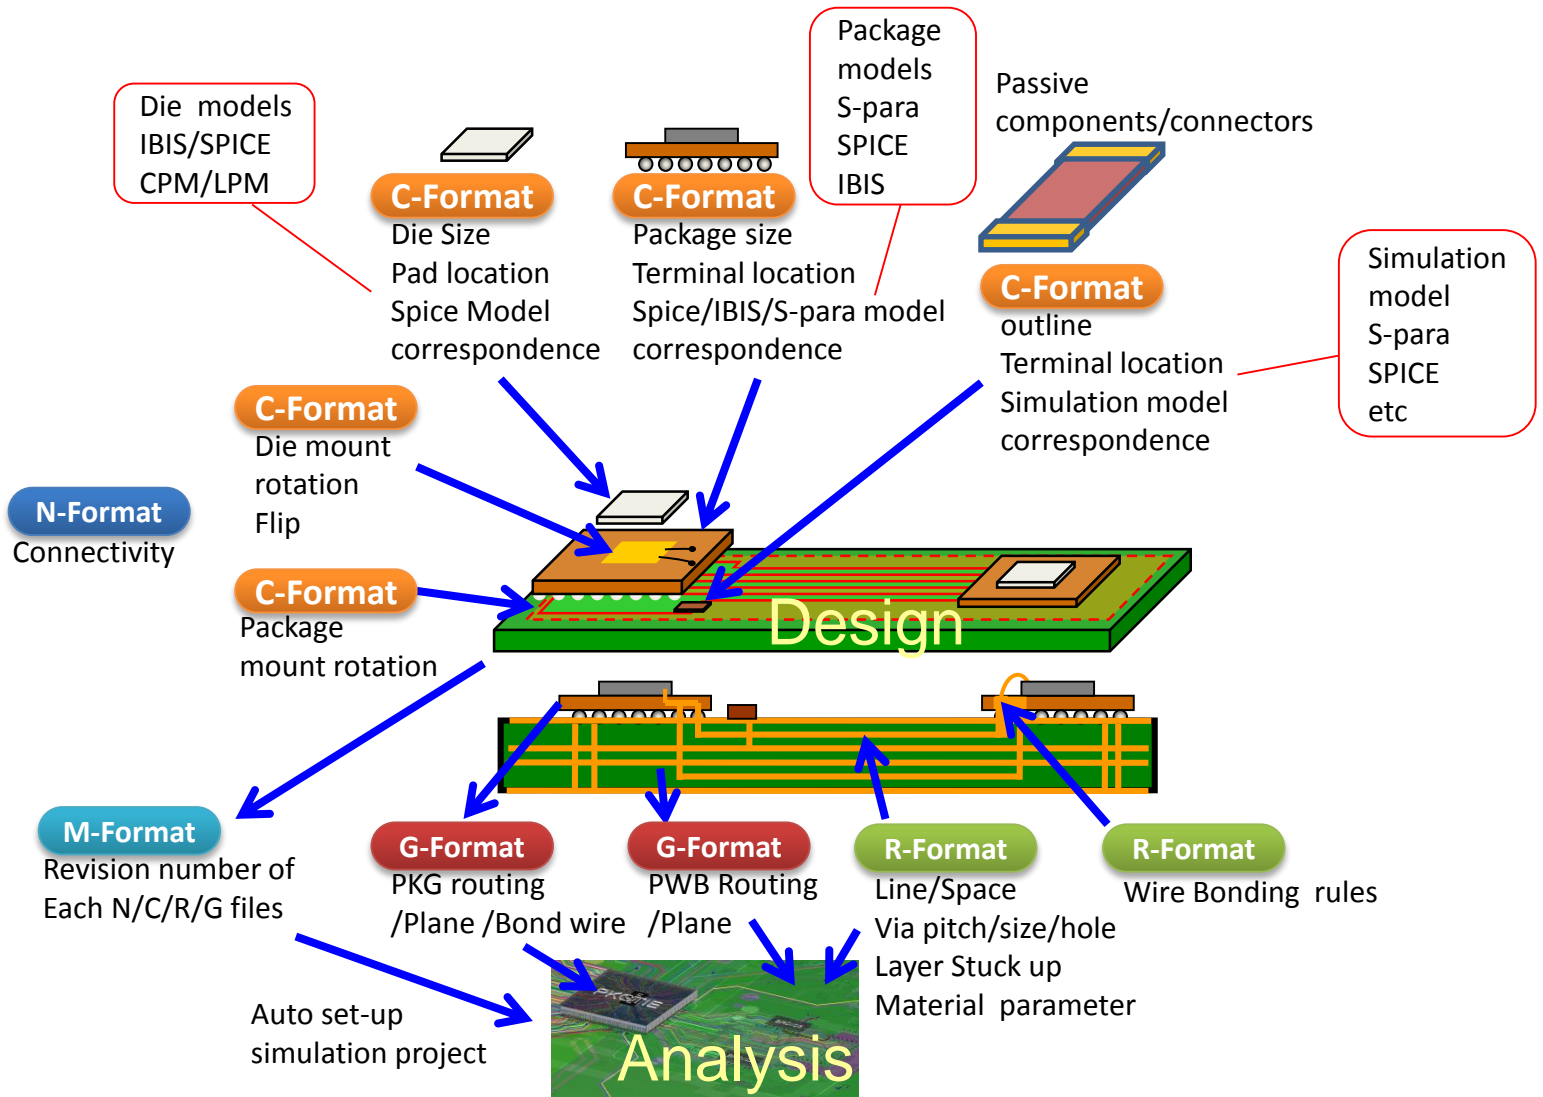 Package
models
S-para
SPICE
IBIS
Die models
IBIS/SPICE
CPM/LPM
Passive
components/connectors
C-Format
Die Size
Pad location
Spice Model
correspondence
C-Format
Package size
Terminal location
Spice/IBIS/S-para model
correspondence
C-Format
outline
Terminal location
Simulation model
correspondence
Simulation
model
S-para
SPICE
etc
C-Format
Die mount
rotation
Flip
N-Format
Connectivity
C-Format
Package
mount rotation
Design
M-Format
Revision number of
Each N/C/R/G files
G-Format
PKG routing
/Plane /Bond wire
G-Format
PWB Routing
/Plane
R-Format
Line/Space
Via pitch/size/hole
Layer Stuck up
Material parameter
R-Format
Wire Bonding rules
Auto set-up
simulation project
Analysis